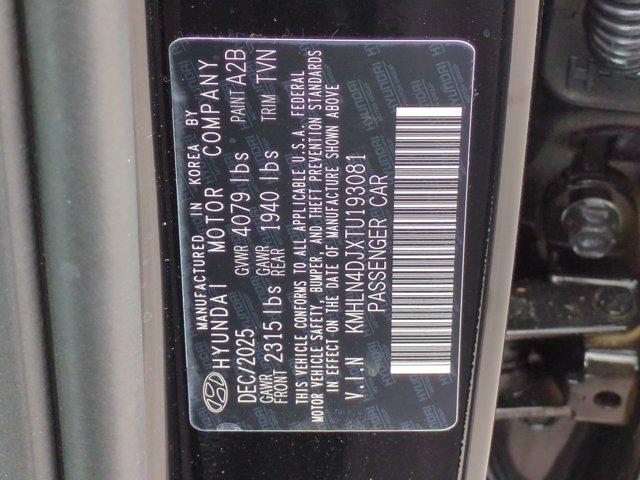 MANUFACTURED IN KOREA BY
HYUNDAI MOTOR COMPANY
DEC/2025 GVWR 4079 lbs PAINT A2B
GAWR FRONT 2315 lbs GAWR REAR 1940 lbs TRIM TVN
THIS VEHICLE CONFORMS TO ALL APPLICABLE U.S.A. FEDERAL
MOTOR VEHICLE SAFETY, BUMPER, AND THEFT PREVENTION STANDARDS
IN EFFECT ON THE DATE OF MANUFACTURE SHOWN ABOVE
V.I.N KMHLN4DJXTU193081
PASSENGER CAR